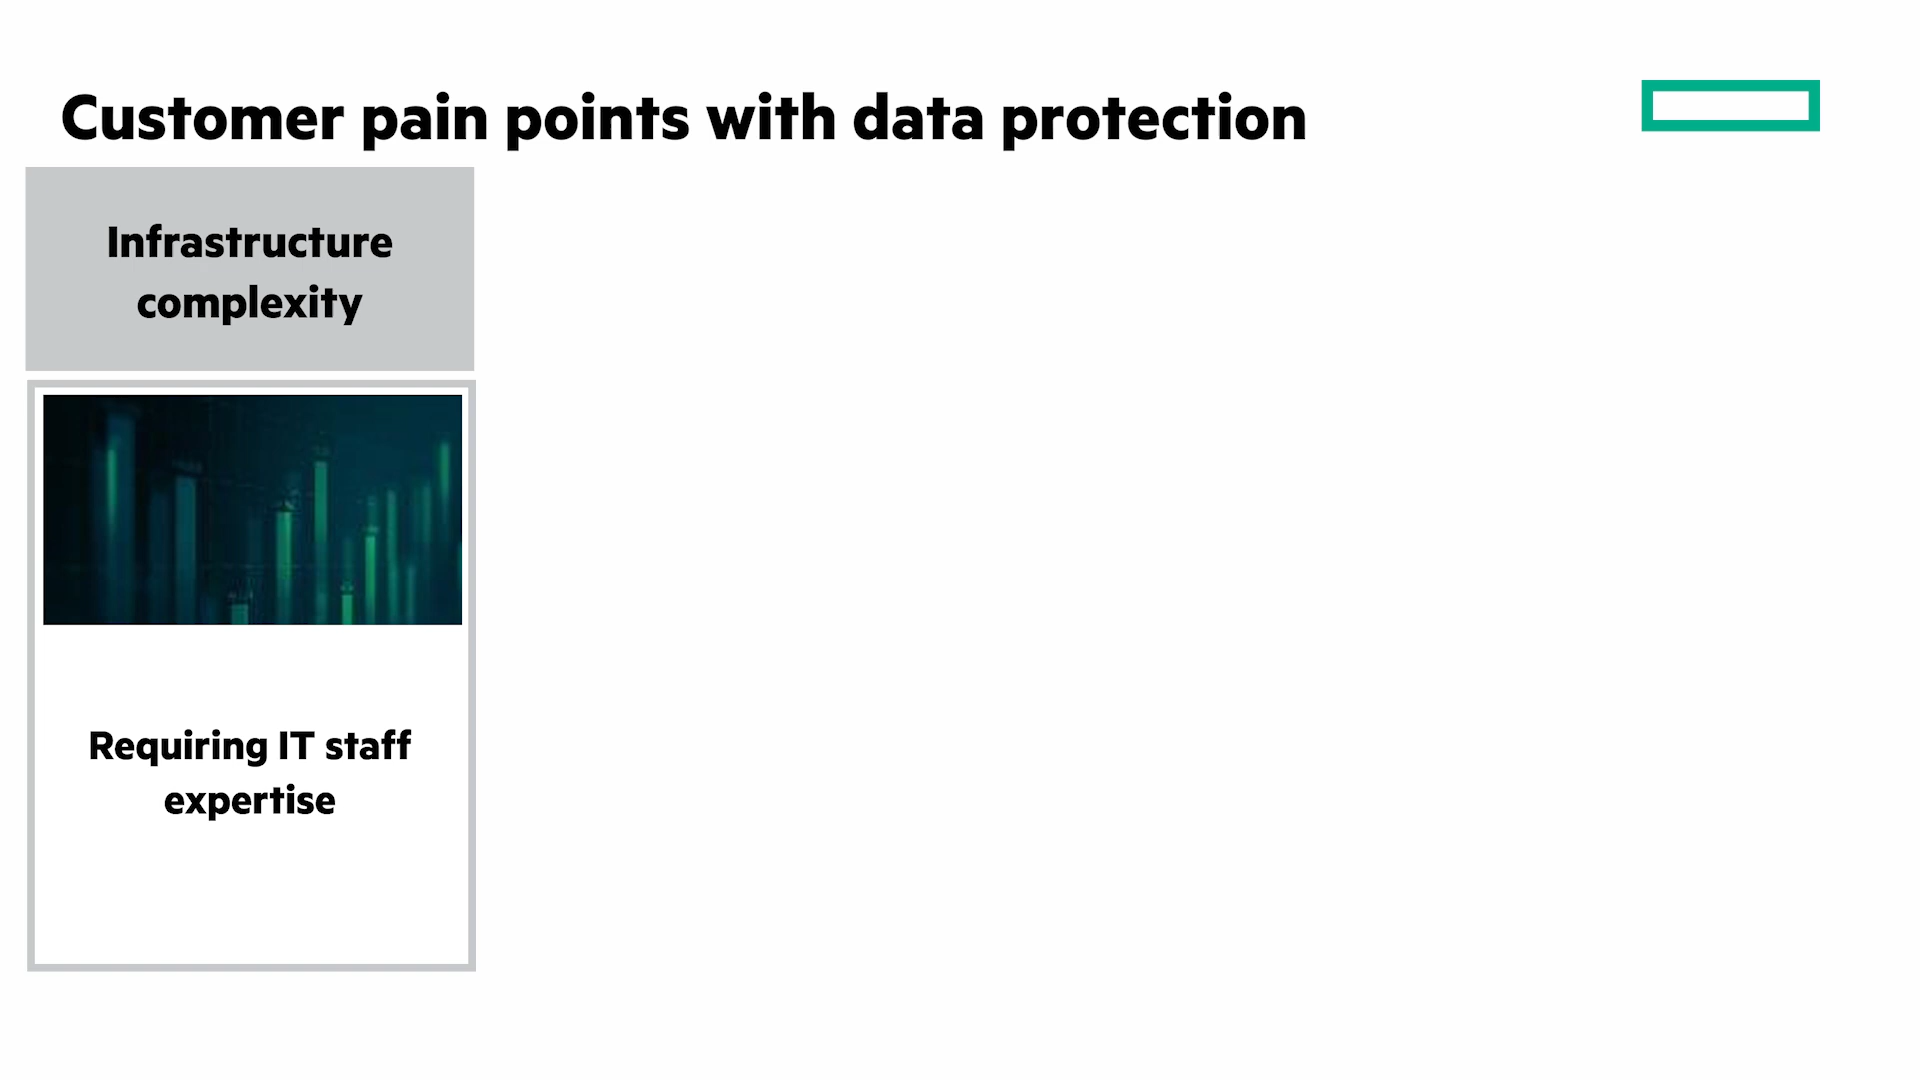 Customer pain points with data protection
Infrastructure
complexity
Requiring IT staff
expertise